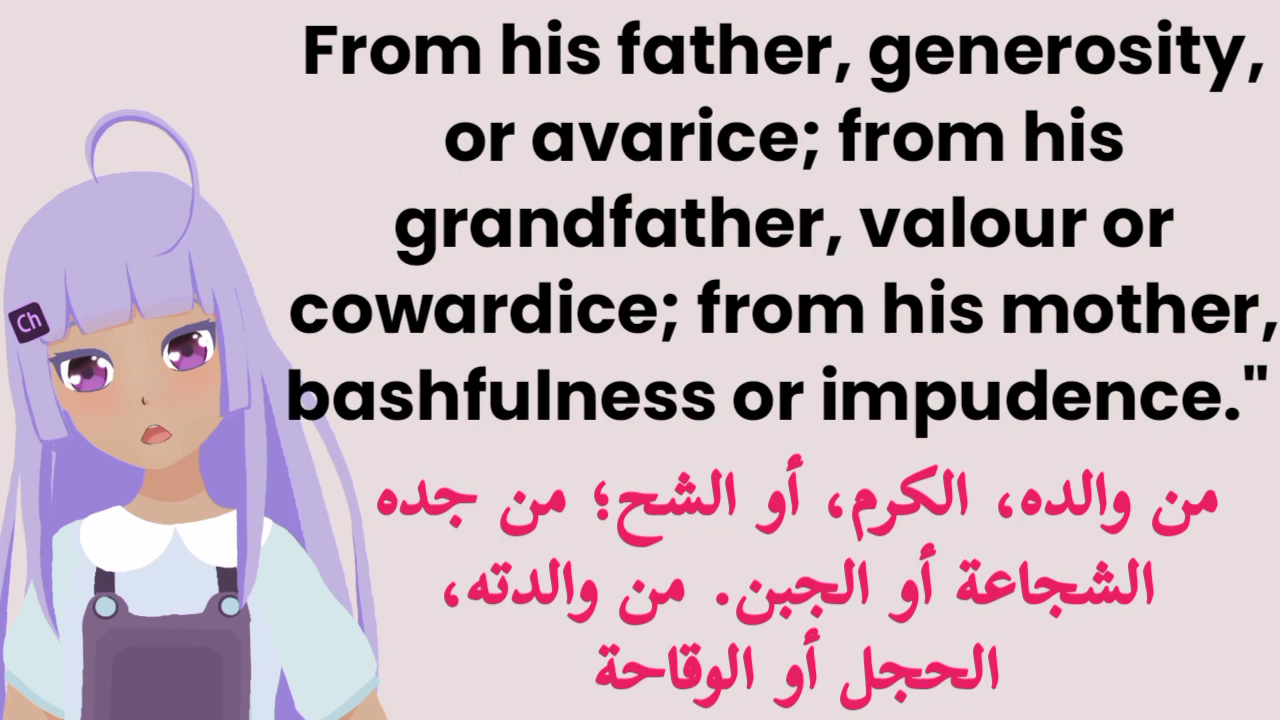 From his father, generosity,
or avarice; from his
grandfather, valour or
cowardice; from his mother,
bashfulness or impudence."
Ch
من والده، الكرم، أو الشح؛ من جده
الشجاعة أو الجبن. من والدته،
الحجل أو الوقاحة